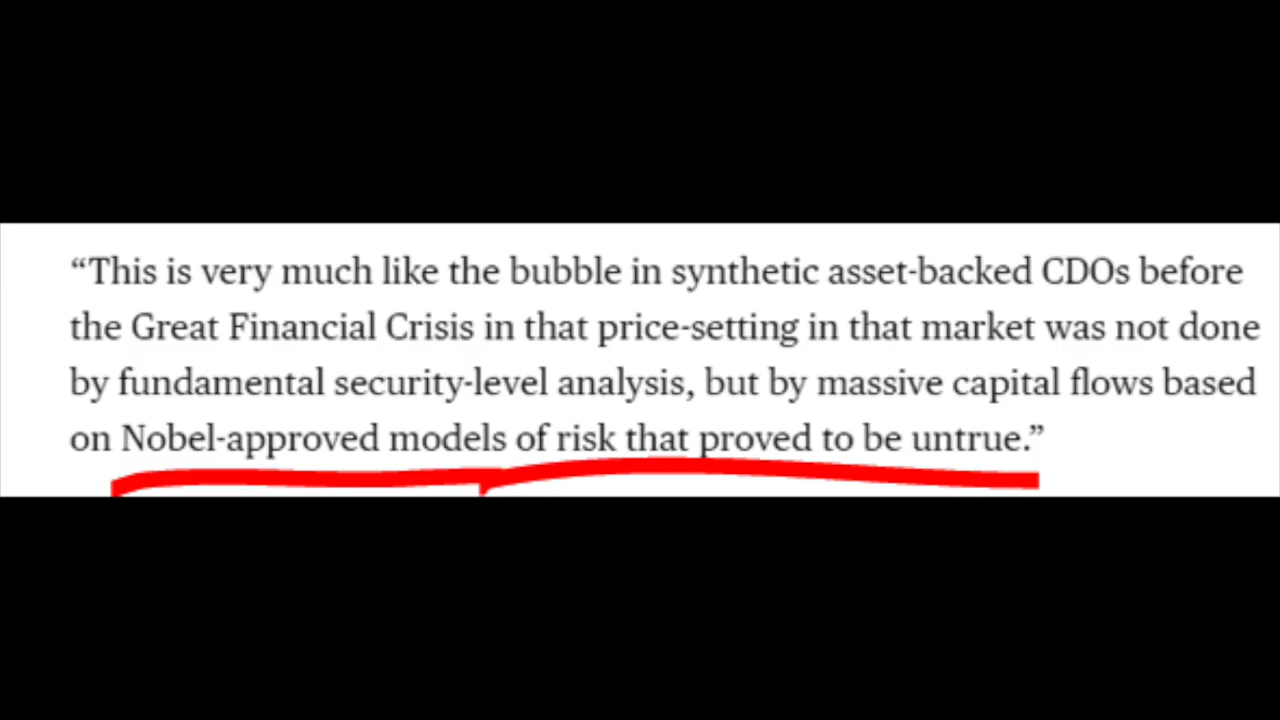 “This is very much like the bubble in synthetic asset-backed CDOs before
the Great Financial Crisis in that price-setting in that market was not done
by fundamental security-level analysis, but by massive capital flows based
on Nobel-approved models of risk that proved to be untrue.”